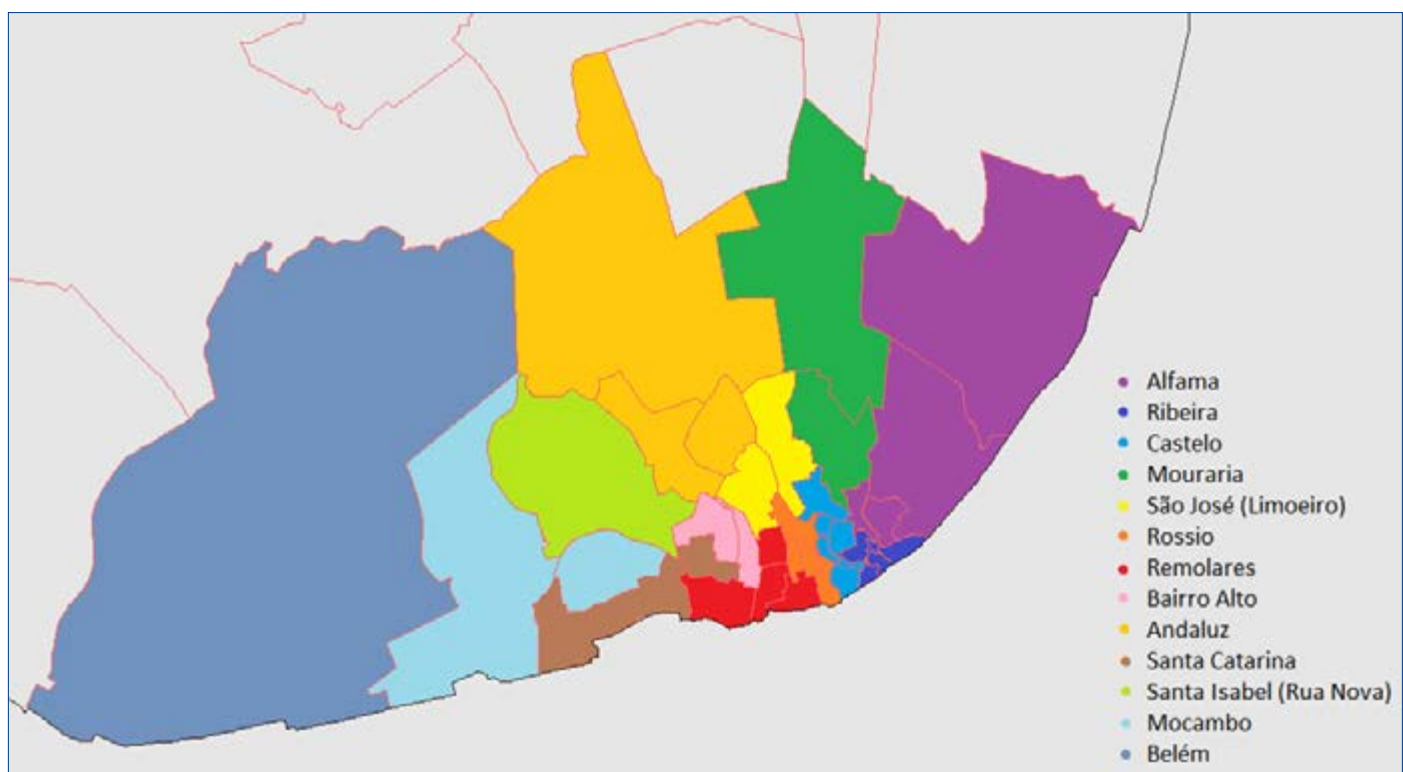 Alfama
Ribeira
Castelo
Mouraria
São José (Limoeiro)
Rossio
Remolares
Bairro Alto
Andaluz
Santa Catarina
Santa Isabel (Rua Nova)
Mocambo
Belém